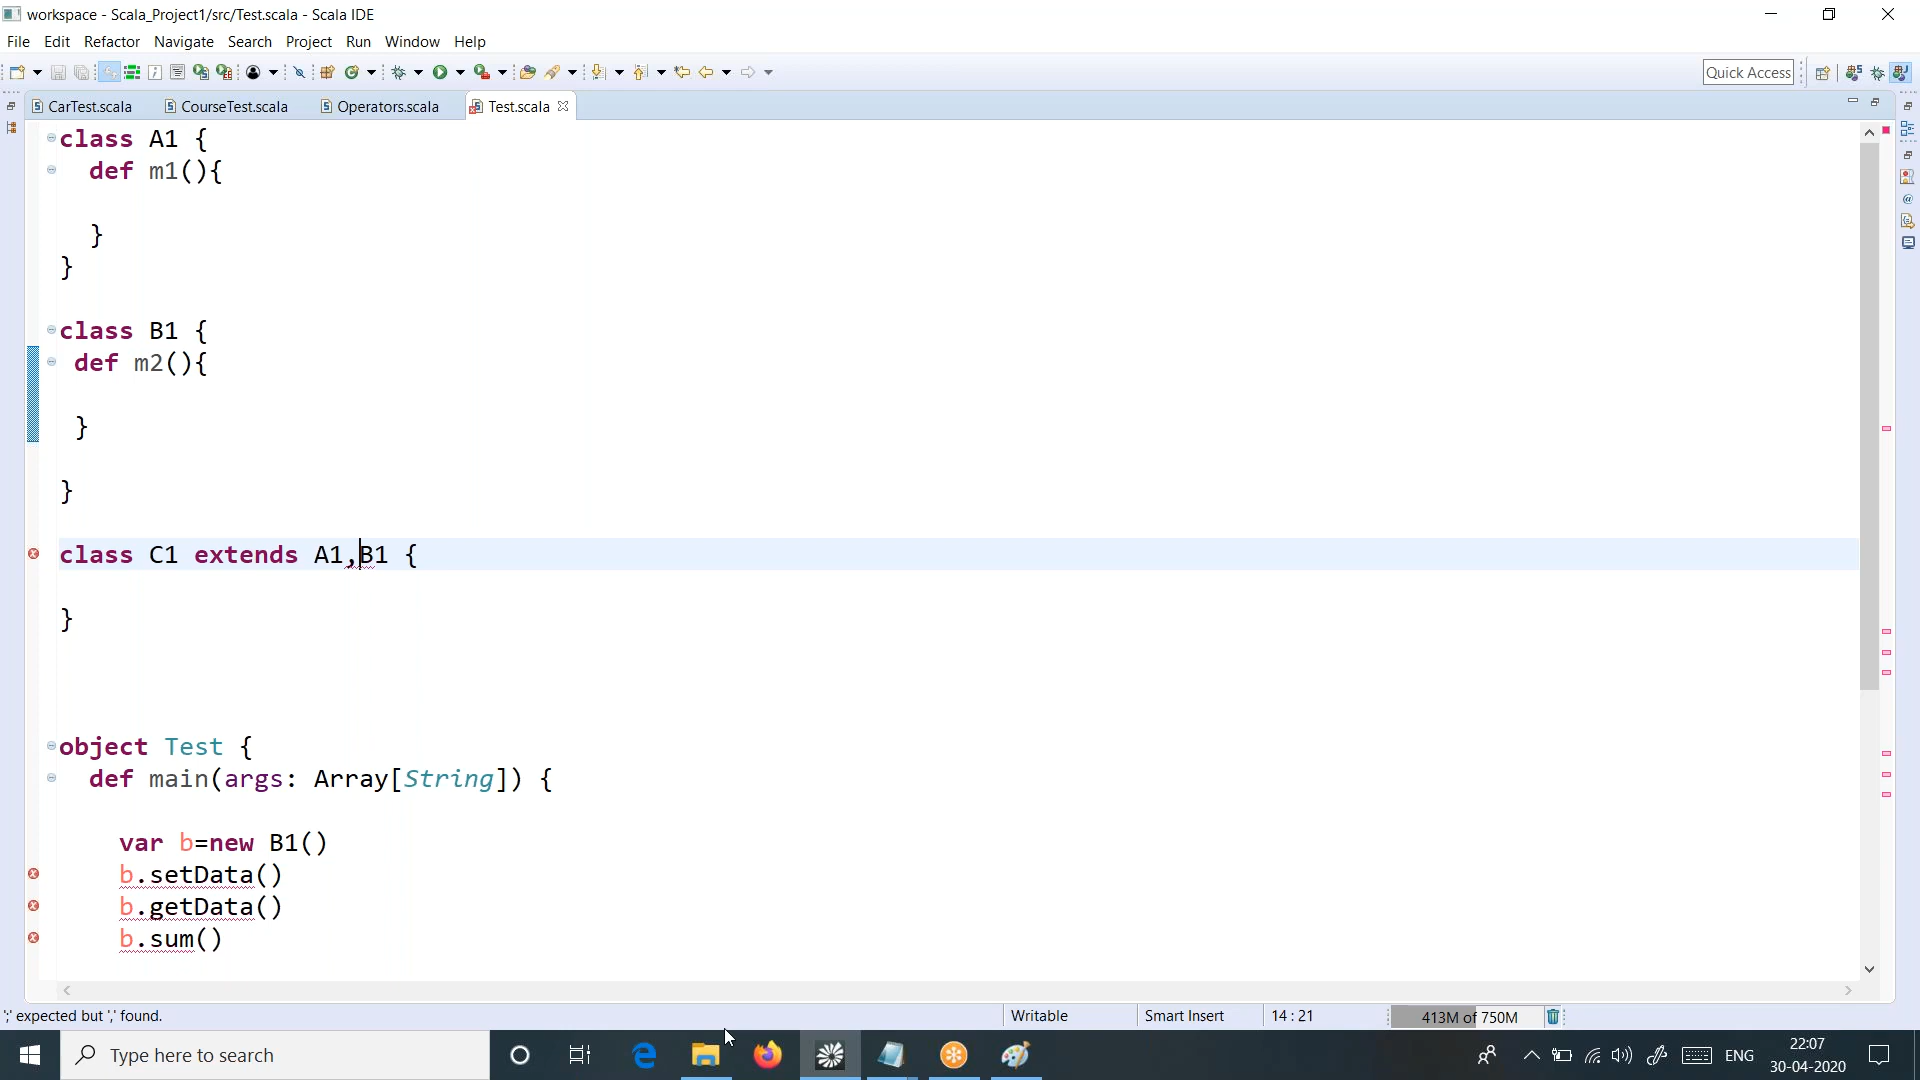 workspace - Scala_Project1/src/Test.scala - Scala IDE
File Edit Refactor Navigate Search Project Run Window Help
Quick Access
CarTest.scala CourseTest.scala Operators.scala Test.scala
class A1 {
def m1(){
}
}
class B1 {
def m2(){
}
}
class C1 extends A1,B1 {
}
object Test {
def main(args: Array[String]) {
var b=new B1()
b.setData()
b.getData()
b.sum()
';' expected but ',' found. Writable Smart Insert 14 : 21 413M of 750M
Type here to search ENG 22:07
30-04-2020